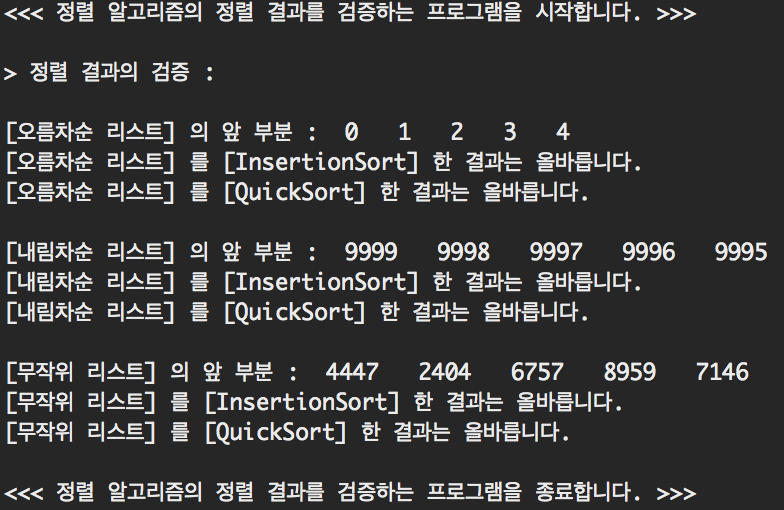 <<< 정렬 알고리즘의 정렬 결과를 검증하는 프로그램을 시작합니다. >>>
> 정렬 결과의 검증 :
[오름차순 리스트] 의 앞 부분 : 0 1 2 3 4
[오름차순 리스트] 를 [InsertionSort] 한 결과는 올바릅니다.
[오름차순 리스트] 를 [QuickSort] 한 결과는 올바릅니다.
[내림차순 리스트] 의 앞 부분 : 9999 9998 9997 9996 9995
[내림차순 리스트] 를 [InsertionSort] 한 결과는 올바릅니다.
[내림차순 리스트] 를 [QuickSort] 한 결과는 올바릅니다.
[무작위 리스트] 의 앞 부분 : 4447 2404 6757 8959 7146
[무작위 리스트] 를 [InsertionSort] 한 결과는 올바릅니다.
[무작위 리스트] 를 [QuickSort] 한 결과는 올바릅니다.
<<< 정렬 알고리즘의 정렬 결과를 검증하는 프로그램을 종료합니다. >>>